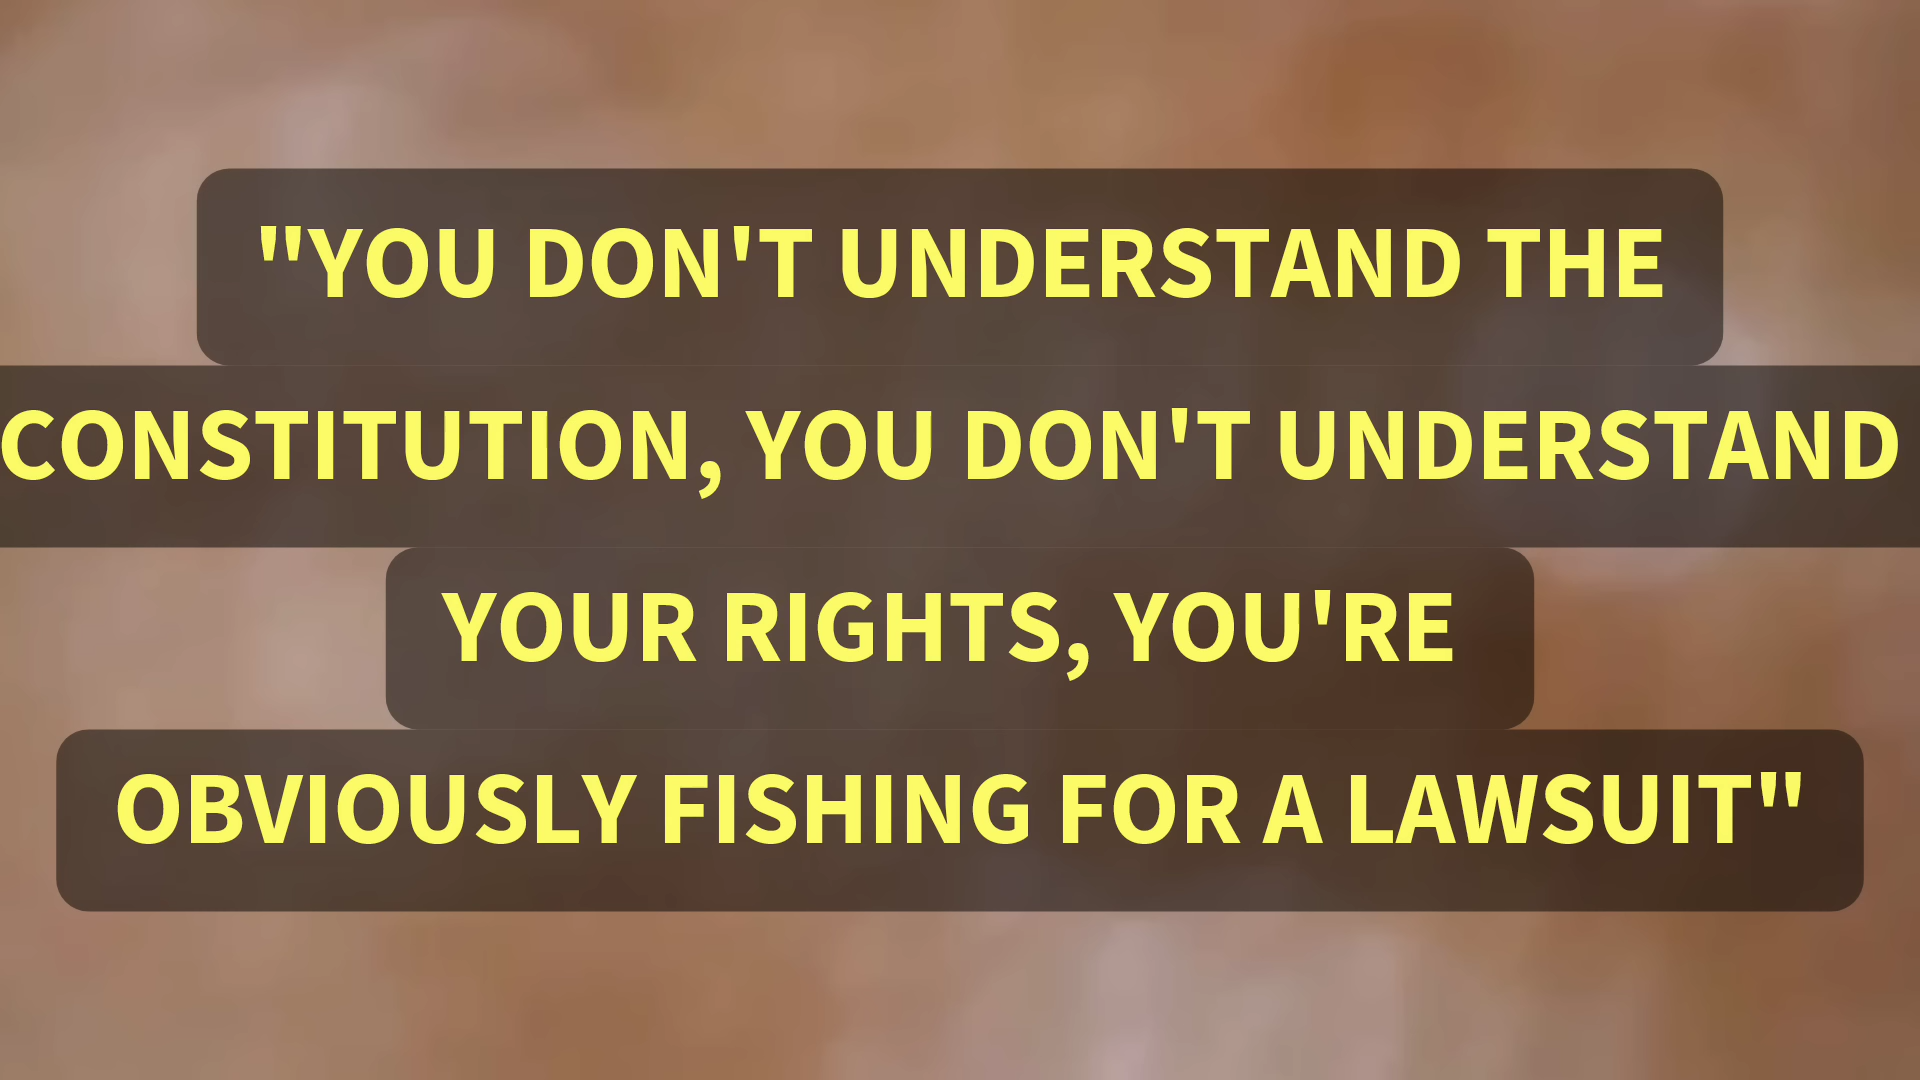 "YOU DON'T UNDERSTAND THE
CONSTITUTION, YOU DON'T UNDERSTAND
YOUR RIGHTS, YOU'RE
OBVIOUSLY FISHING FOR A LAWSUIT"